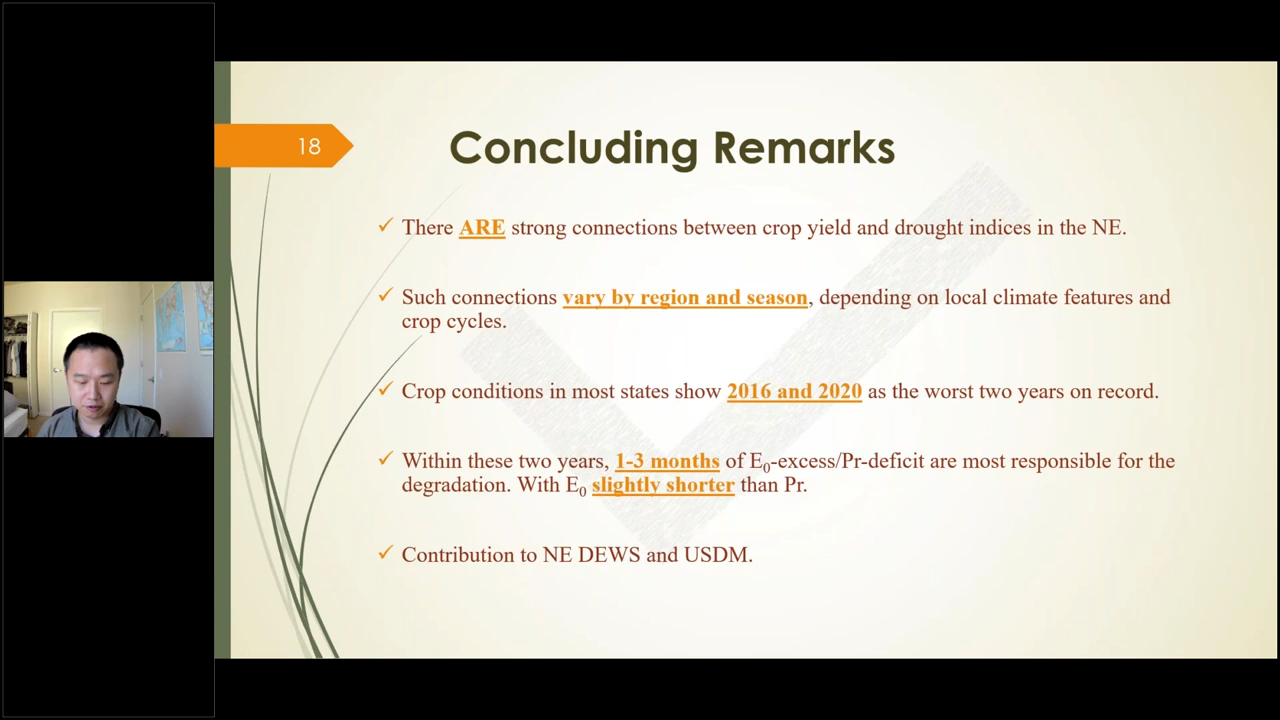 18
Concluding Remarks
✓ There ARE strong connections between crop yield and drought indices in the NE.
✓ Such connections vary by region and season, depending on local climate features and
crop cycles.
✓ Crop conditions in most states show 2016 and 2020 as the worst two years on record.
✓ Within these two years, 1-3 months of E₀-excess/Pr-deficit are most responsible for the
degradation. With E₀ slightly shorter than Pr.
✓ Contribution to NE DEWS and USDM.